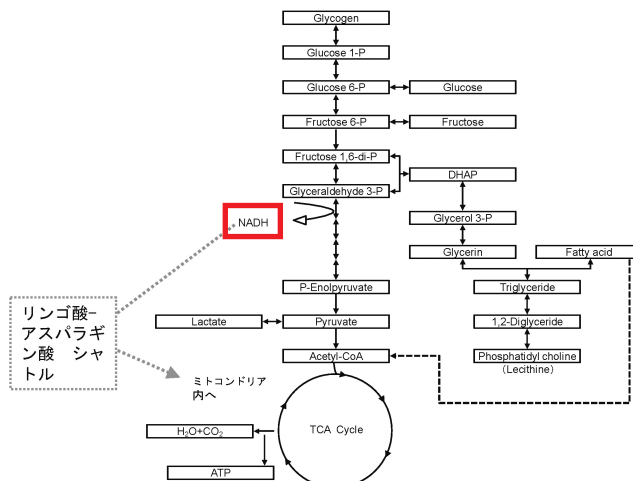 Glycogen
Glucose 1-P
Glucose 6-P
Glucose
Fructose 6-P
Fructose
Fructose 1,6-di-P
DHAP
Glyceraldehyde 3-P
NADH
Glycerol 3-P
Glycerin
Fatty acid
P-Enolpyruvate
Triglyceride
リンゴ酸-
アスパラギ
ン酸 シャ
トル
Lactate
Pyruvate
1,2-Diglyceride
Acetyl-CoA
Phosphatidyl choline
(Lecithine)
ミトコンドリア
内へ
TCA Cycle
H₂O+CO₂
ATP